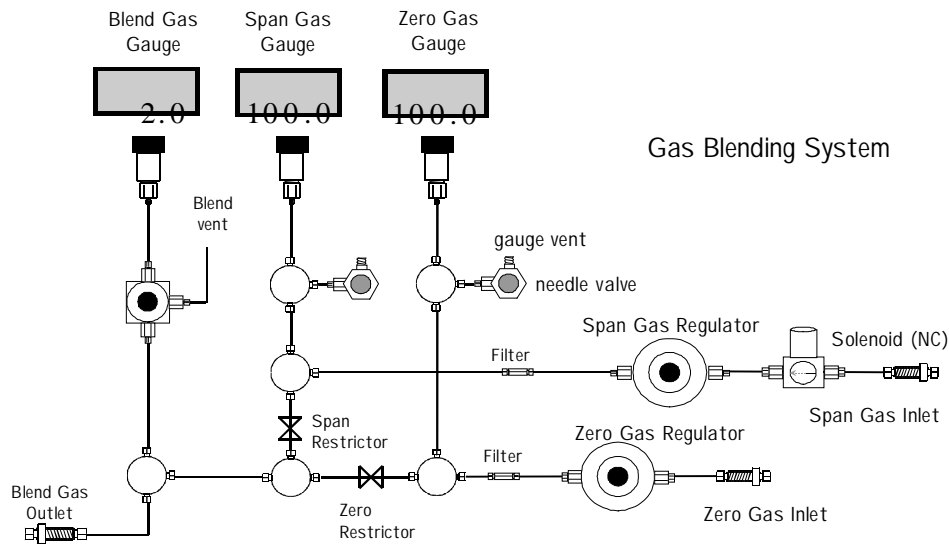 Blend Gas
Gauge
Span Gas
Gauge
Zero Gas
Gauge
2.0
100.0
100.0
Gas Blending System
Blend
vent
gauge vent
needle valve
Span Gas Regulator
Solenoid (NC)
Filter
Span Gas Inlet
Span
Restrictor
Zero Gas Regulator
Filter
Blend Gas
Outlet
Zero
Restrictor
Zero Gas Inlet